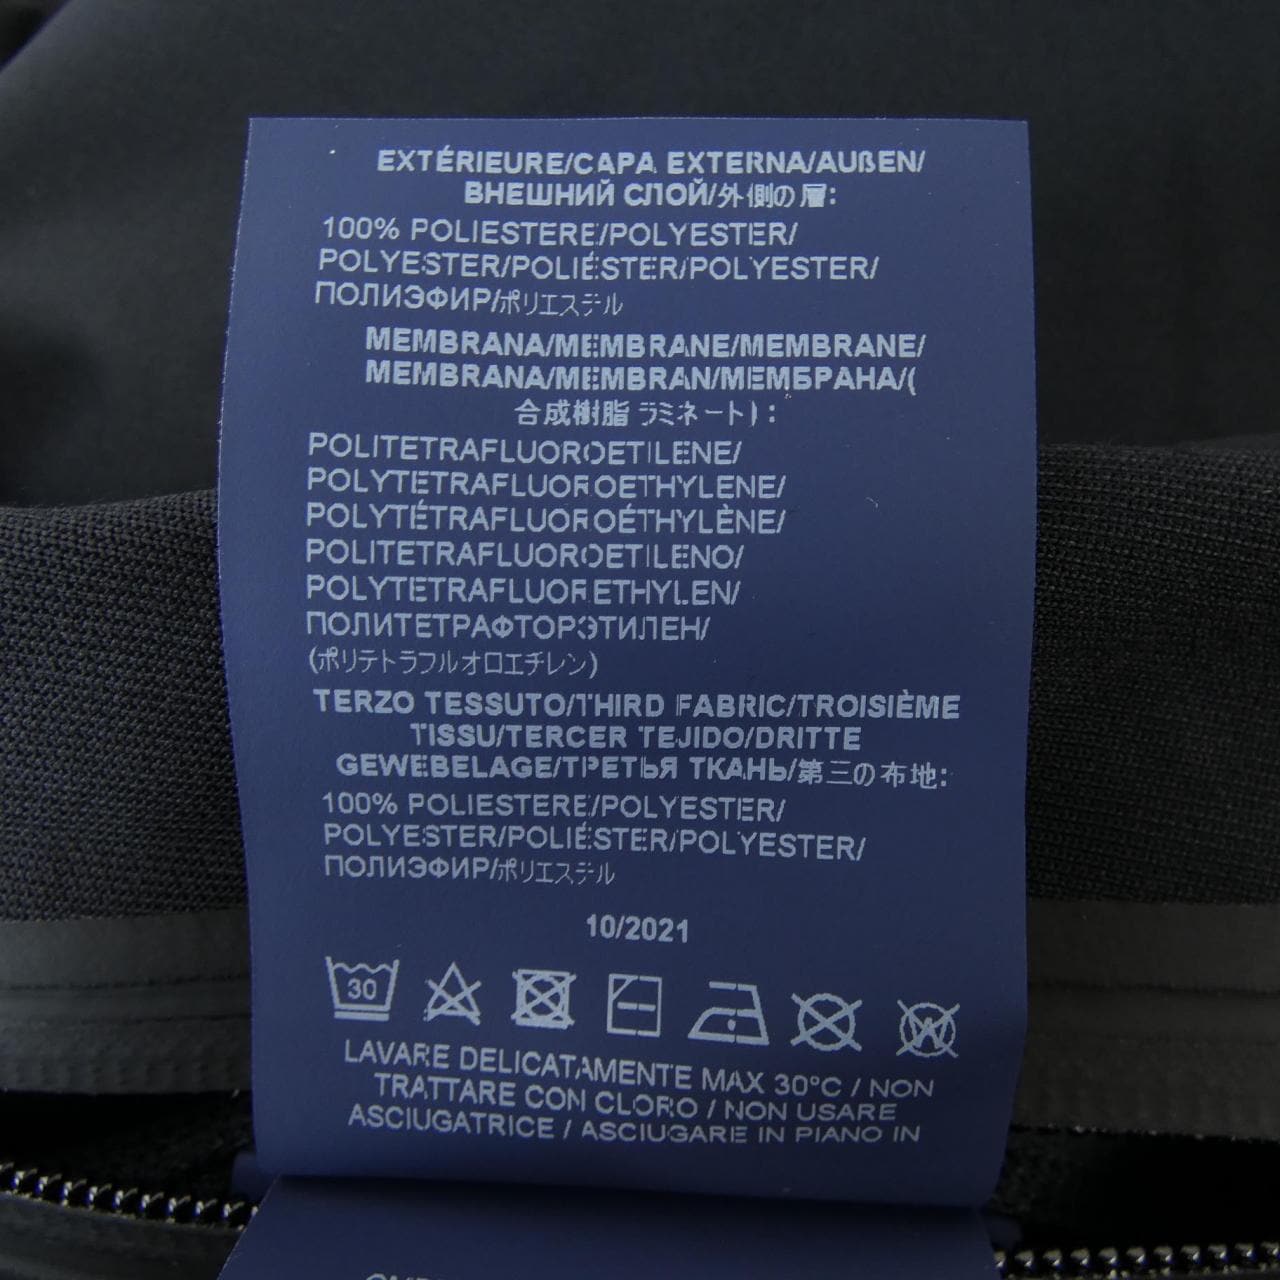 EXTÉRIEURE/CAPA EXTERNA/AUßEN/
ВНЕШНИЙ СЛОЙ/外側の層:
100% POLIESTERE/POLYESTER/
POLYESTER/POLIÉSTER/POLYESTER/
ПОЛИЭФИР/ポリエステル
MEMBRANA/MEMBRANE/MEMBRANE/
MEMBRANA/MEMBRAN/МЕМБРАНА/(
合成樹脂 ラミネート):
POLITETRAFLUOROETILENE/
POLYTETRAFLUOROETHYLENE/
POLYTÉTRAFLUOROÉTHYLÈNE/
POLITETRAFLUOROETILENO/
POLYTETRAFLUORETHYLEN/
ПОЛИТЕТРАФТОРЭТИЛЕН/
(ポリテトラフルオロエチレン)
TERZO TESSUTO/THIRD FABRIC/TROISIÈME
TISSU/TERCER TEJIDO/DRITTE
GEWEBELAGE/ТРЕТЬЯ ТКАНЬ/第三の布地:
100% POLIESTERE/POLYESTER/
POLYESTER/POLIÉSTER/POLYESTER/
ПОЛИЭФИР/ポリエステル
10/2021
30 W
LAVARE DELICATAMENTE MAX 30°C / NON
TRATTARE CON CLORO / NON USARE
ASCIUGATRICE / ASCIUGARE IN PIANO IN